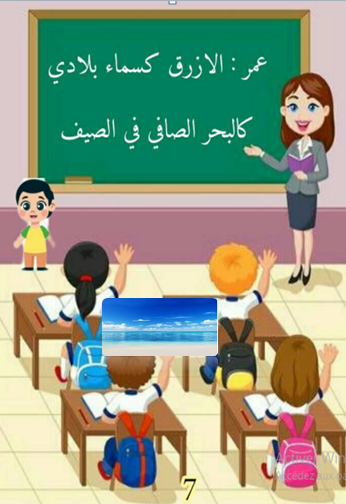 عمر : الازرق كسماء بلادي
كالبحر الصافي في الصيف
7